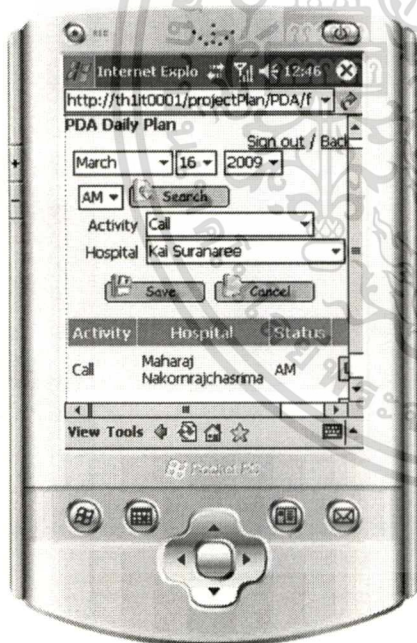 Internet Explo 12:46
http://th1it0001/projectPlan/PDA/f
PDA Daily Plan
Sign out / Back
March 16 2009
AM Search
Activity Call
Hospital Kai Suranaree
Save Cancel
Activity Hospital Status
Call Maharaj Nakornrajchasrima AM
View Tools
Pocket PC